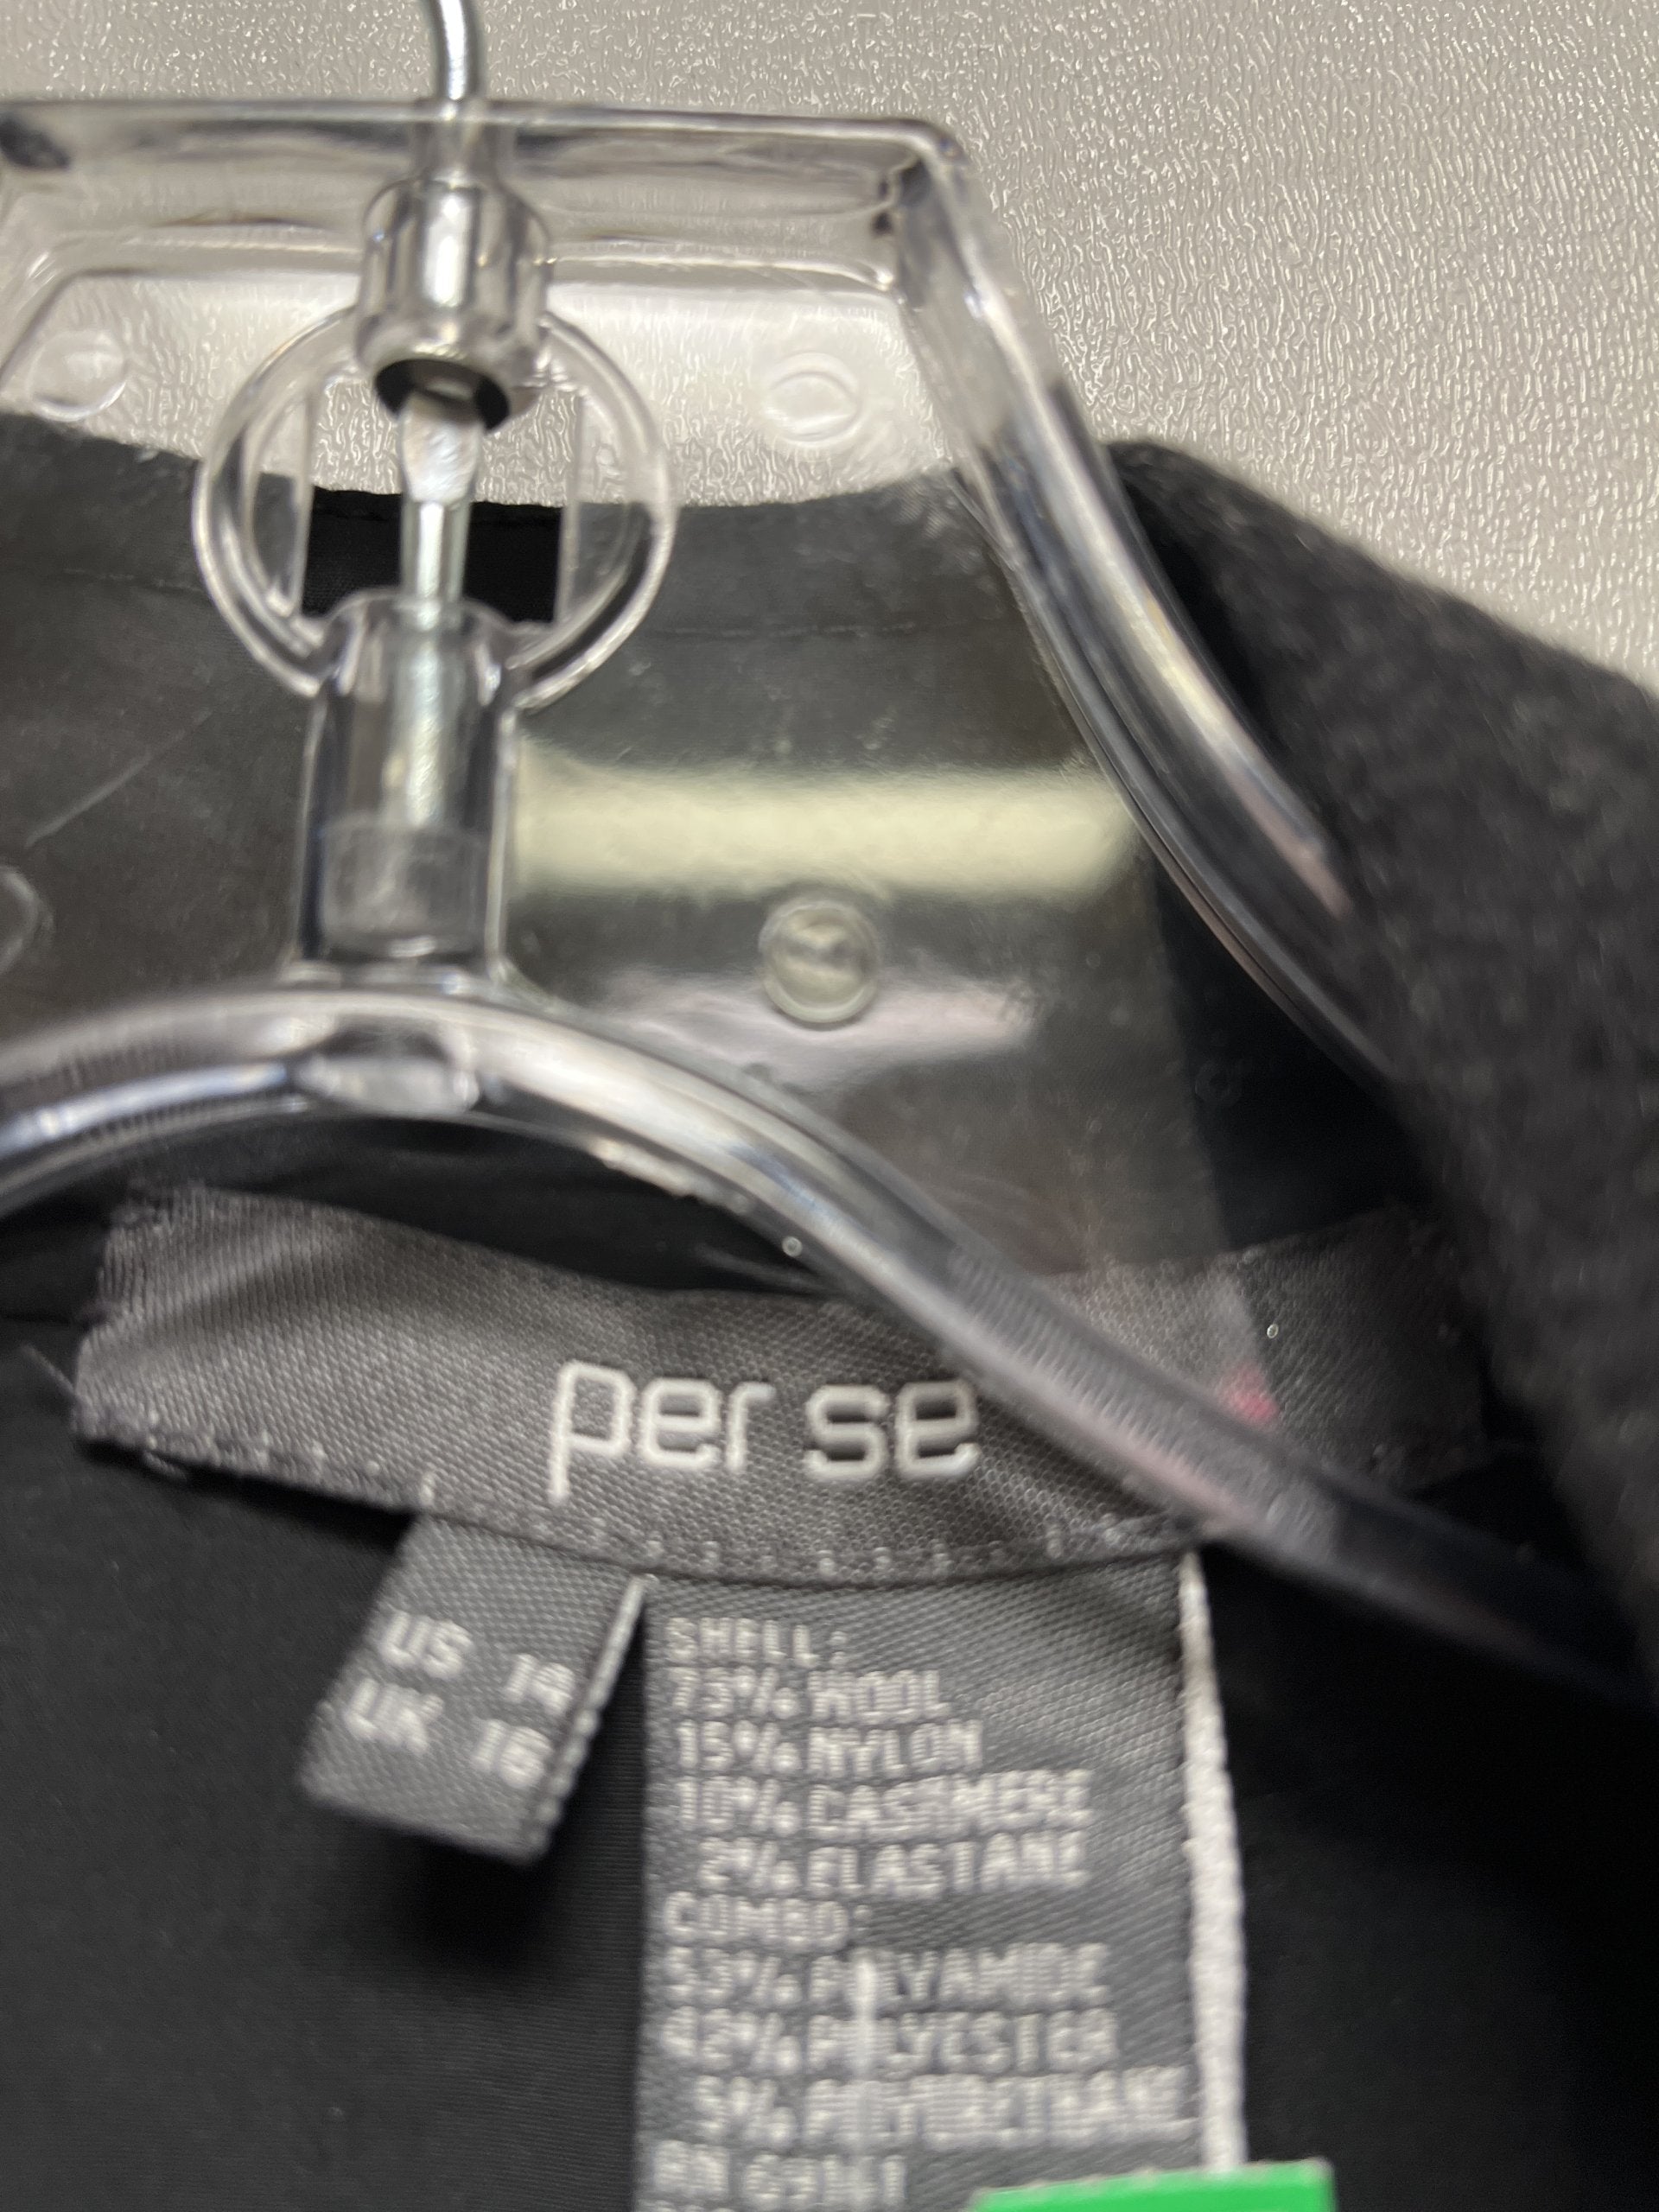 per se
US
UK 16
SHELL:
73% WOOL
15% NYLON
10% CASHMERE
2% ELASTANE
COMBO:
53% POLYAMIDE
42% POLYESTER
5% POLYURETHANE